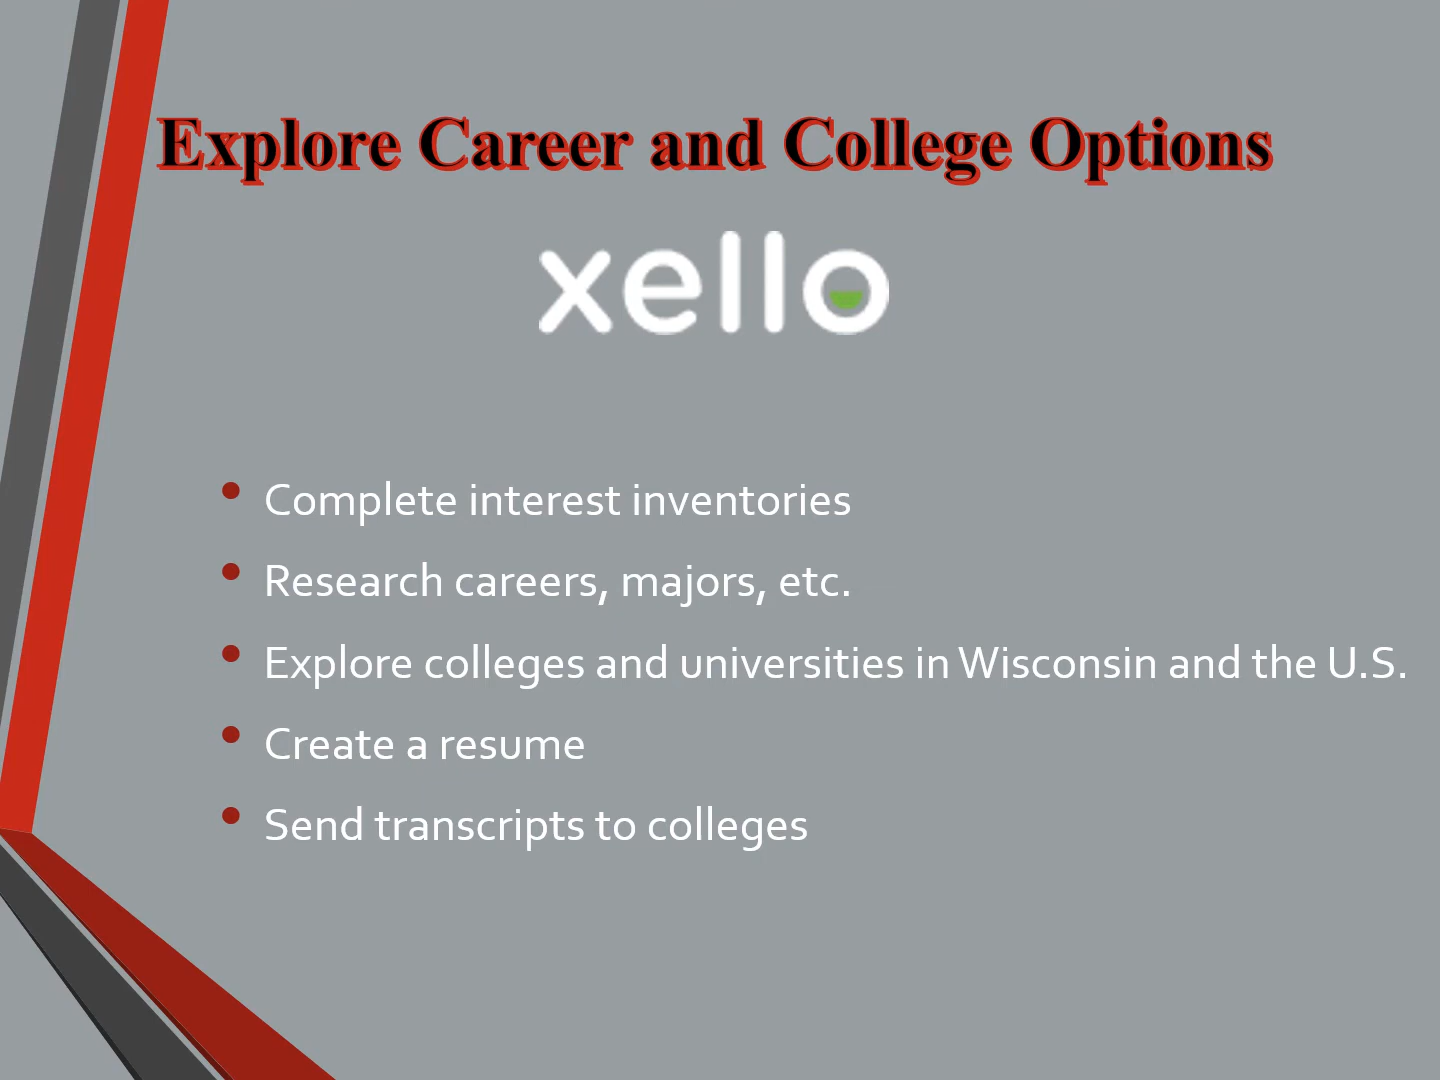 Explore Career and College Options
xello
• Complete interest inventories
• Research careers, majors, etc.
• Explore colleges and universities in Wisconsin and the U.S.
• Create a resume
• Send transcripts to colleges